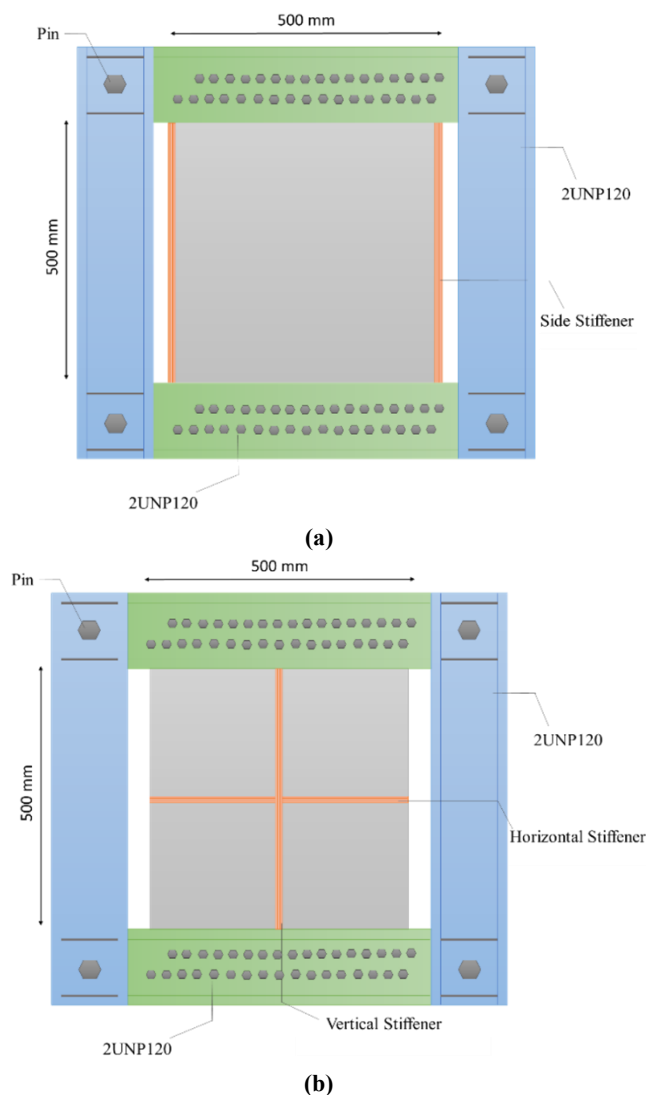 500 mm
Pin
2UNP120
500 mm
Side Stiffener
2UNP120
(a)
500 mm
Pin
2UNP120
500 mm
Horizontal Stiffener
Vertical Stiffener
2UNP120
(b)